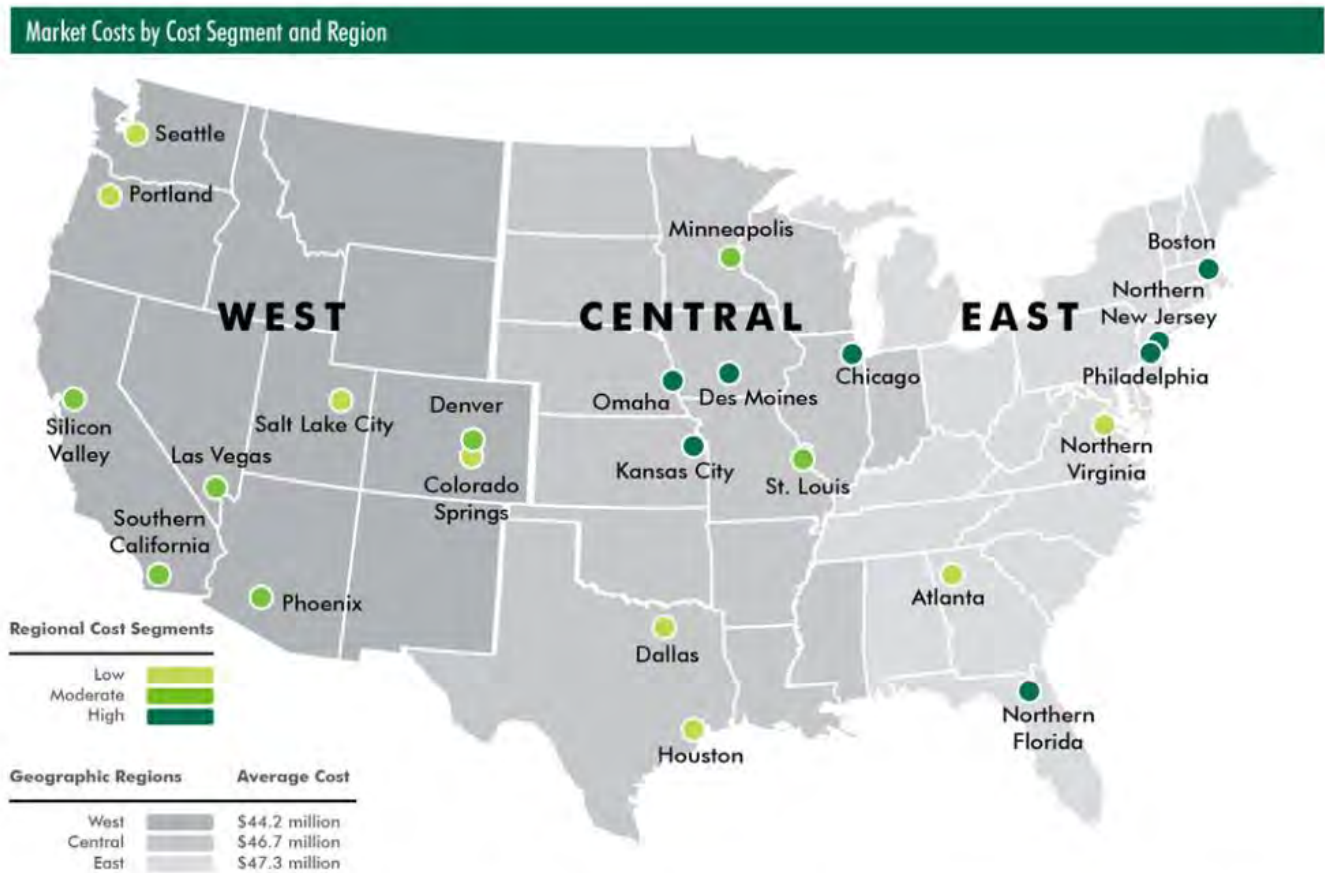 Market Costs by Cost Segment and Region
Seattle
Portland
Minneapolis
Boston
Northern
New Jersey
WEST
CENTRAL
EAST
Philadelphia
Chicago
Omaha
Des Moines
Denver
Salt Lake City
Silicon
Valley
Las Vegas
Kansas City
St. Louis
Northern
Virginia
Colorado
Springs
Southern
California
Phoenix
Atlanta
Dallas
Houston
Northern
Florida
Regional Cost Segments
Low
Moderate
High
Geographic Regions Average Cost
West $44.2 million
Central $46.7 million
East $47.3 million